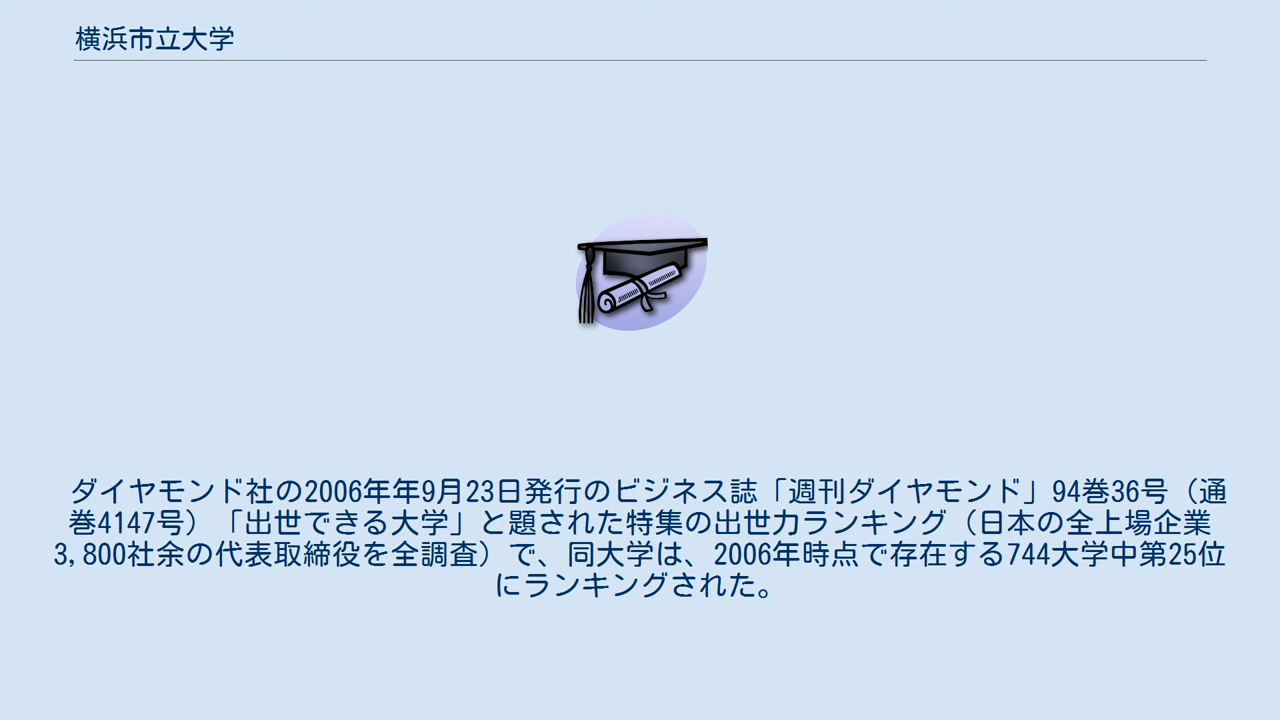 横浜市立大学
ダイヤモンド社の2006年年9月23日発行のビジネス誌「週刊ダイヤモンド」94巻36号（通
巻4147号）「出世できる大学」と題された特集の出世力ランキング（日本の全上場企業
3,800社余の代表取締役を全調査）で、同大学は、2006年時点で存在する744大学中第25位
にランキングされた。